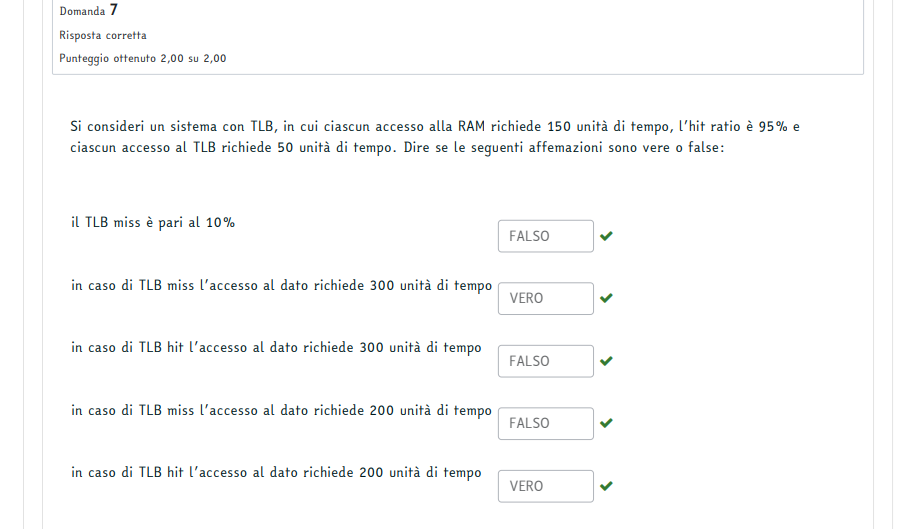 Domanda 7
Risposta corretta
Punteggio ottenuto 2,00 su 2,00
Si consideri un sistema con TLB, in cui ciascun accesso alla RAM richiede 150 unità di tempo, l'hit ratio è 95% e
ciascun accesso al TLB richiede 50 unità di tempo. Dire se le seguenti affemazioni sono vere o false:
il TLB miss è pari al 10%
FALSO
in caso di TLB miss l'accesso al dato richiede 300 unità di tempo
VERO
in caso di TLB hit l'accesso al dato richiede 300 unità di tempo
FALSO
in caso di TLB miss l'accesso al dato richiede 200 unità di tempo
FALSO
in caso di TLB hit l'accesso al dato richiede 200 unità di tempo
VERO